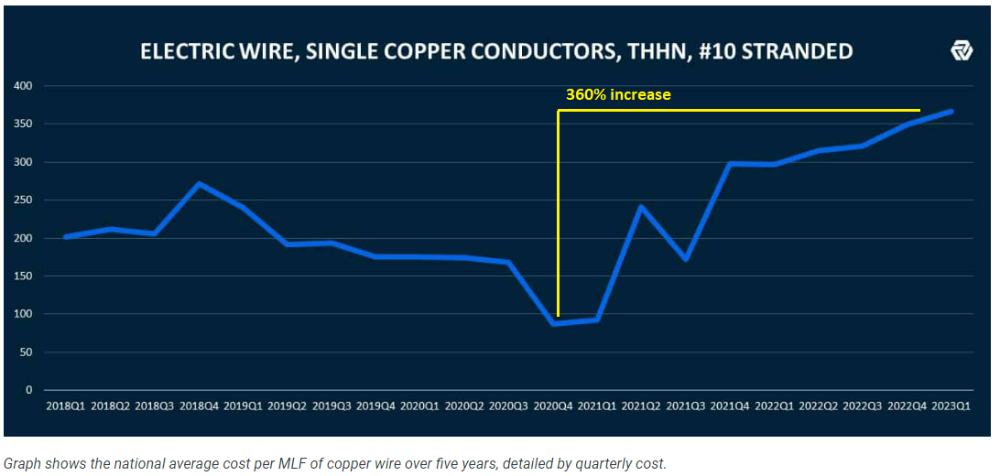 ELECTRIC WIRE, SINGLE COPPER CONDUCTORS, THHN, #10 STRANDED
360% increase
400
350
300
250
200
150
100
50
0
2018Q1 2018Q2 2018Q3 2018Q4 2019Q1 2019Q2 2019Q3 2019Q4 2020Q1 2020Q2 2020Q3 2020Q4 2021Q1 2021Q2 2021Q3 2021Q4 2022Q1 2022Q2 2022Q3 2022Q4 2023Q1
Graph shows the national average cost per MLF of copper wire over five years, detailed by quarterly cost.